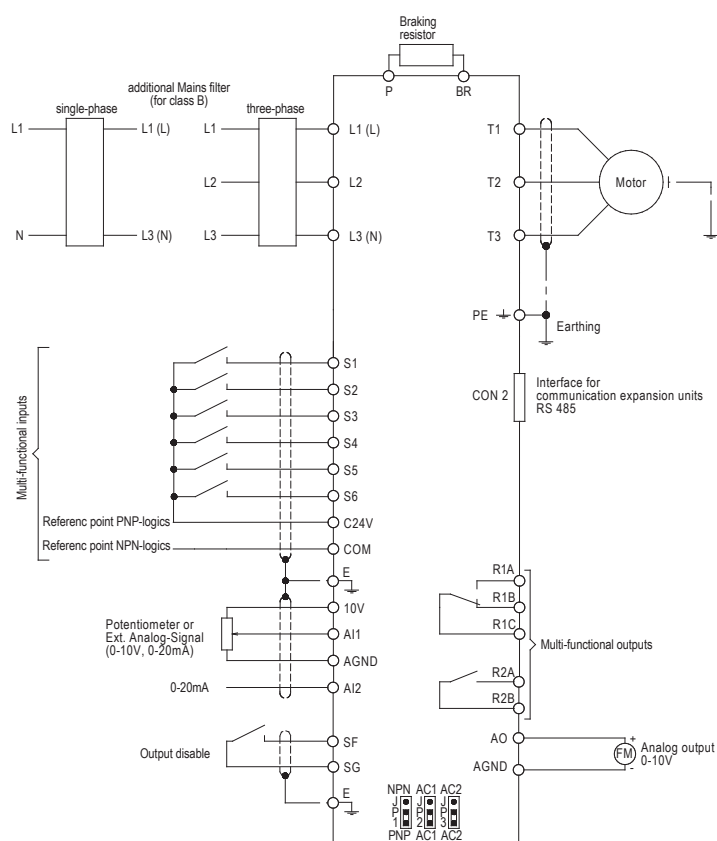 Braking
resistor
P
BR
additional Mains filter
(for class B)
single-phase
three-phase
L1
L1 (L)
L1
L1 (L)
T1
L2
L2
T2
Motor
N
L3 (N)
L3
L3 (N)
T3
PE
Earthing
Multi-functional inputs
S1
S2
S3
S4
S5
S6
Referenc point PNP-logics
C24V
Referenc point NPN-logics
COM
E
CON 2
Interface for
communication expansion units
RS 485
Potentiometer or
Ext. Analog-Signal
(0-10V, 0-20mA)
10V
AI1
AGND
0-20mA
AI2
R1A
R1B
R1C
Multi-functional outputs
R2A
R2B
Output disable
SF
SG
E
AO
AGND
+
FM
-
Analog output
0-10V
NPN AC1 AC2
J J J
P P P
1 2 3
PNP AC1 AC2